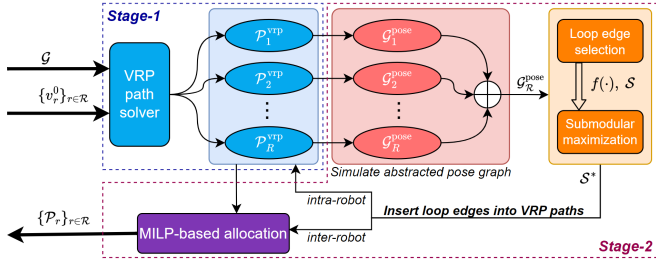 Stage-1
𝒢
{v_r^0}_{r∈ℛ}
VRP
path
solver
𝒫_1^vrp
𝒫_2^vrp
⋮
𝒫_R^vrp
𝒢_1^pose
𝒢_2^pose
⋮
𝒢_R^pose
𝒢_ℛ^pose
Loop edge
selection
f(·), 𝒮
Submodular
maximization
Simulate abstracted pose graph
𝒮*
intra-robot
Insert loop edges into VRP paths
inter-robot
{𝒫_r}_{r∈ℛ}
MILP-based allocation
Stage-2